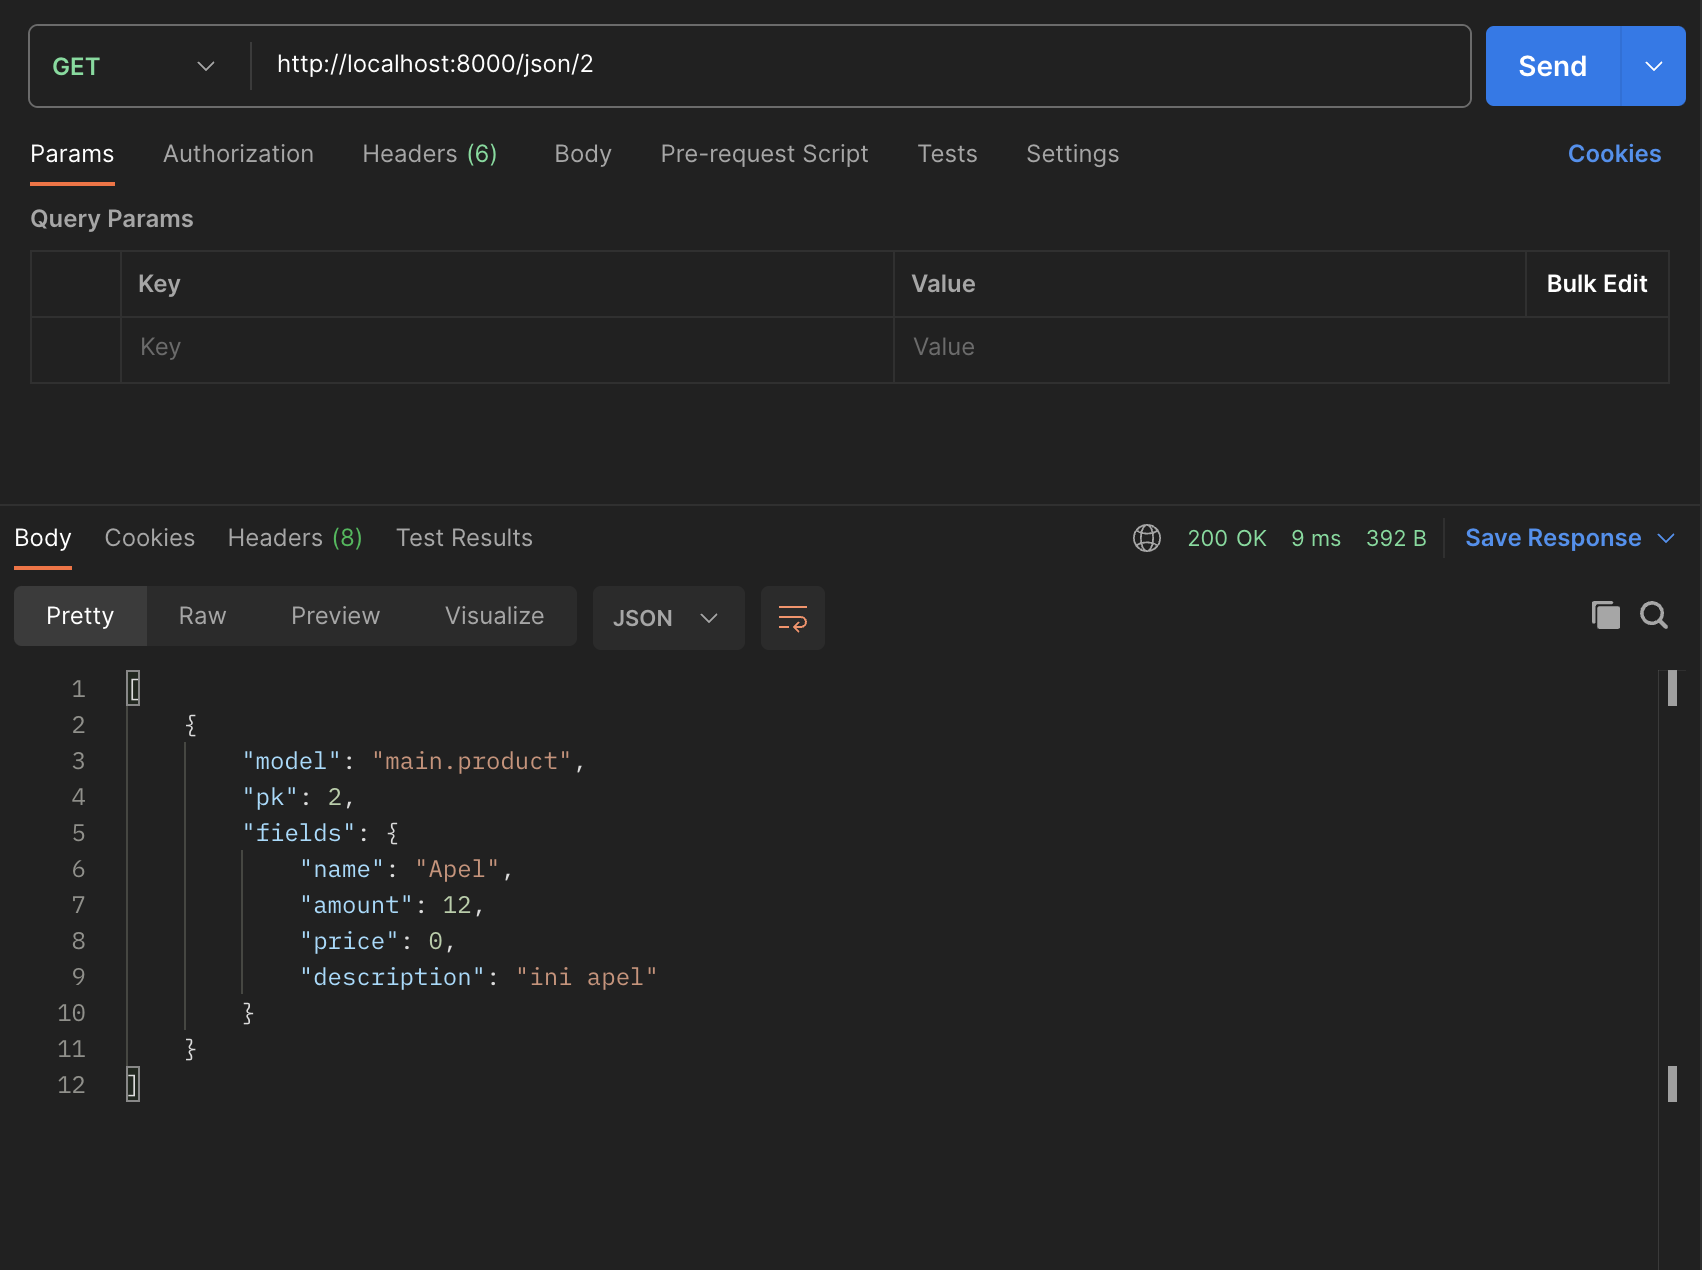 GET http://localhost:8000/json/2 Send
Params Authorization Headers (6) Body Pre-request Script Tests Settings Cookies
Query Params
Key Value Bulk Edit
Key Value
Body Cookies Headers (8) Test Results 200 OK 9 ms 392 B Save Response
Pretty Raw Preview Visualize JSON
1 [
2 {
3 "model": "main.product",
4 "pk": 2,
5 "fields": {
6 "name": "Apel",
7 "amount": 12,
8 "price": 0,
9 "description": "ini apel"
10 }
11 }
12 ]